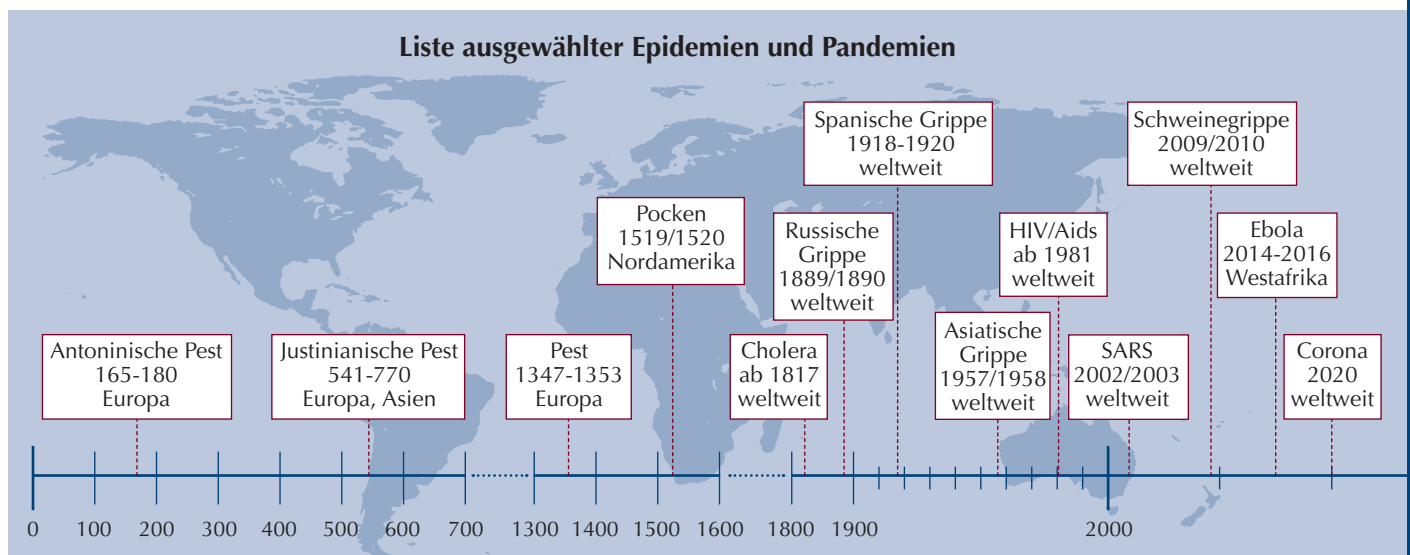 Liste ausgewählter Epidemien und Pandemien
Antoninische Pest
165-180
Europa
Justinianische Pest
541-770
Europa, Asien
Pest
1347-1353
Europa
Pocken
1519/1520
Nordamerika
Cholera
ab 1817
weltweit
Russische
Grippe
1889/1890
weltweit
Spanische Grippe
1918-1920
weltweit
Asiatische
Grippe
1957/1958
weltweit
HIV/Aids
ab 1981
weltweit
SARS
2002/2003
weltweit
Schweinegrippe
2009/2010
weltweit
Ebola
2014-2016
Westafrika
Corona
2020
weltweit
0 100 200 300 400 500 600 700 1300 1400 1500 1600 1800 1900 2000